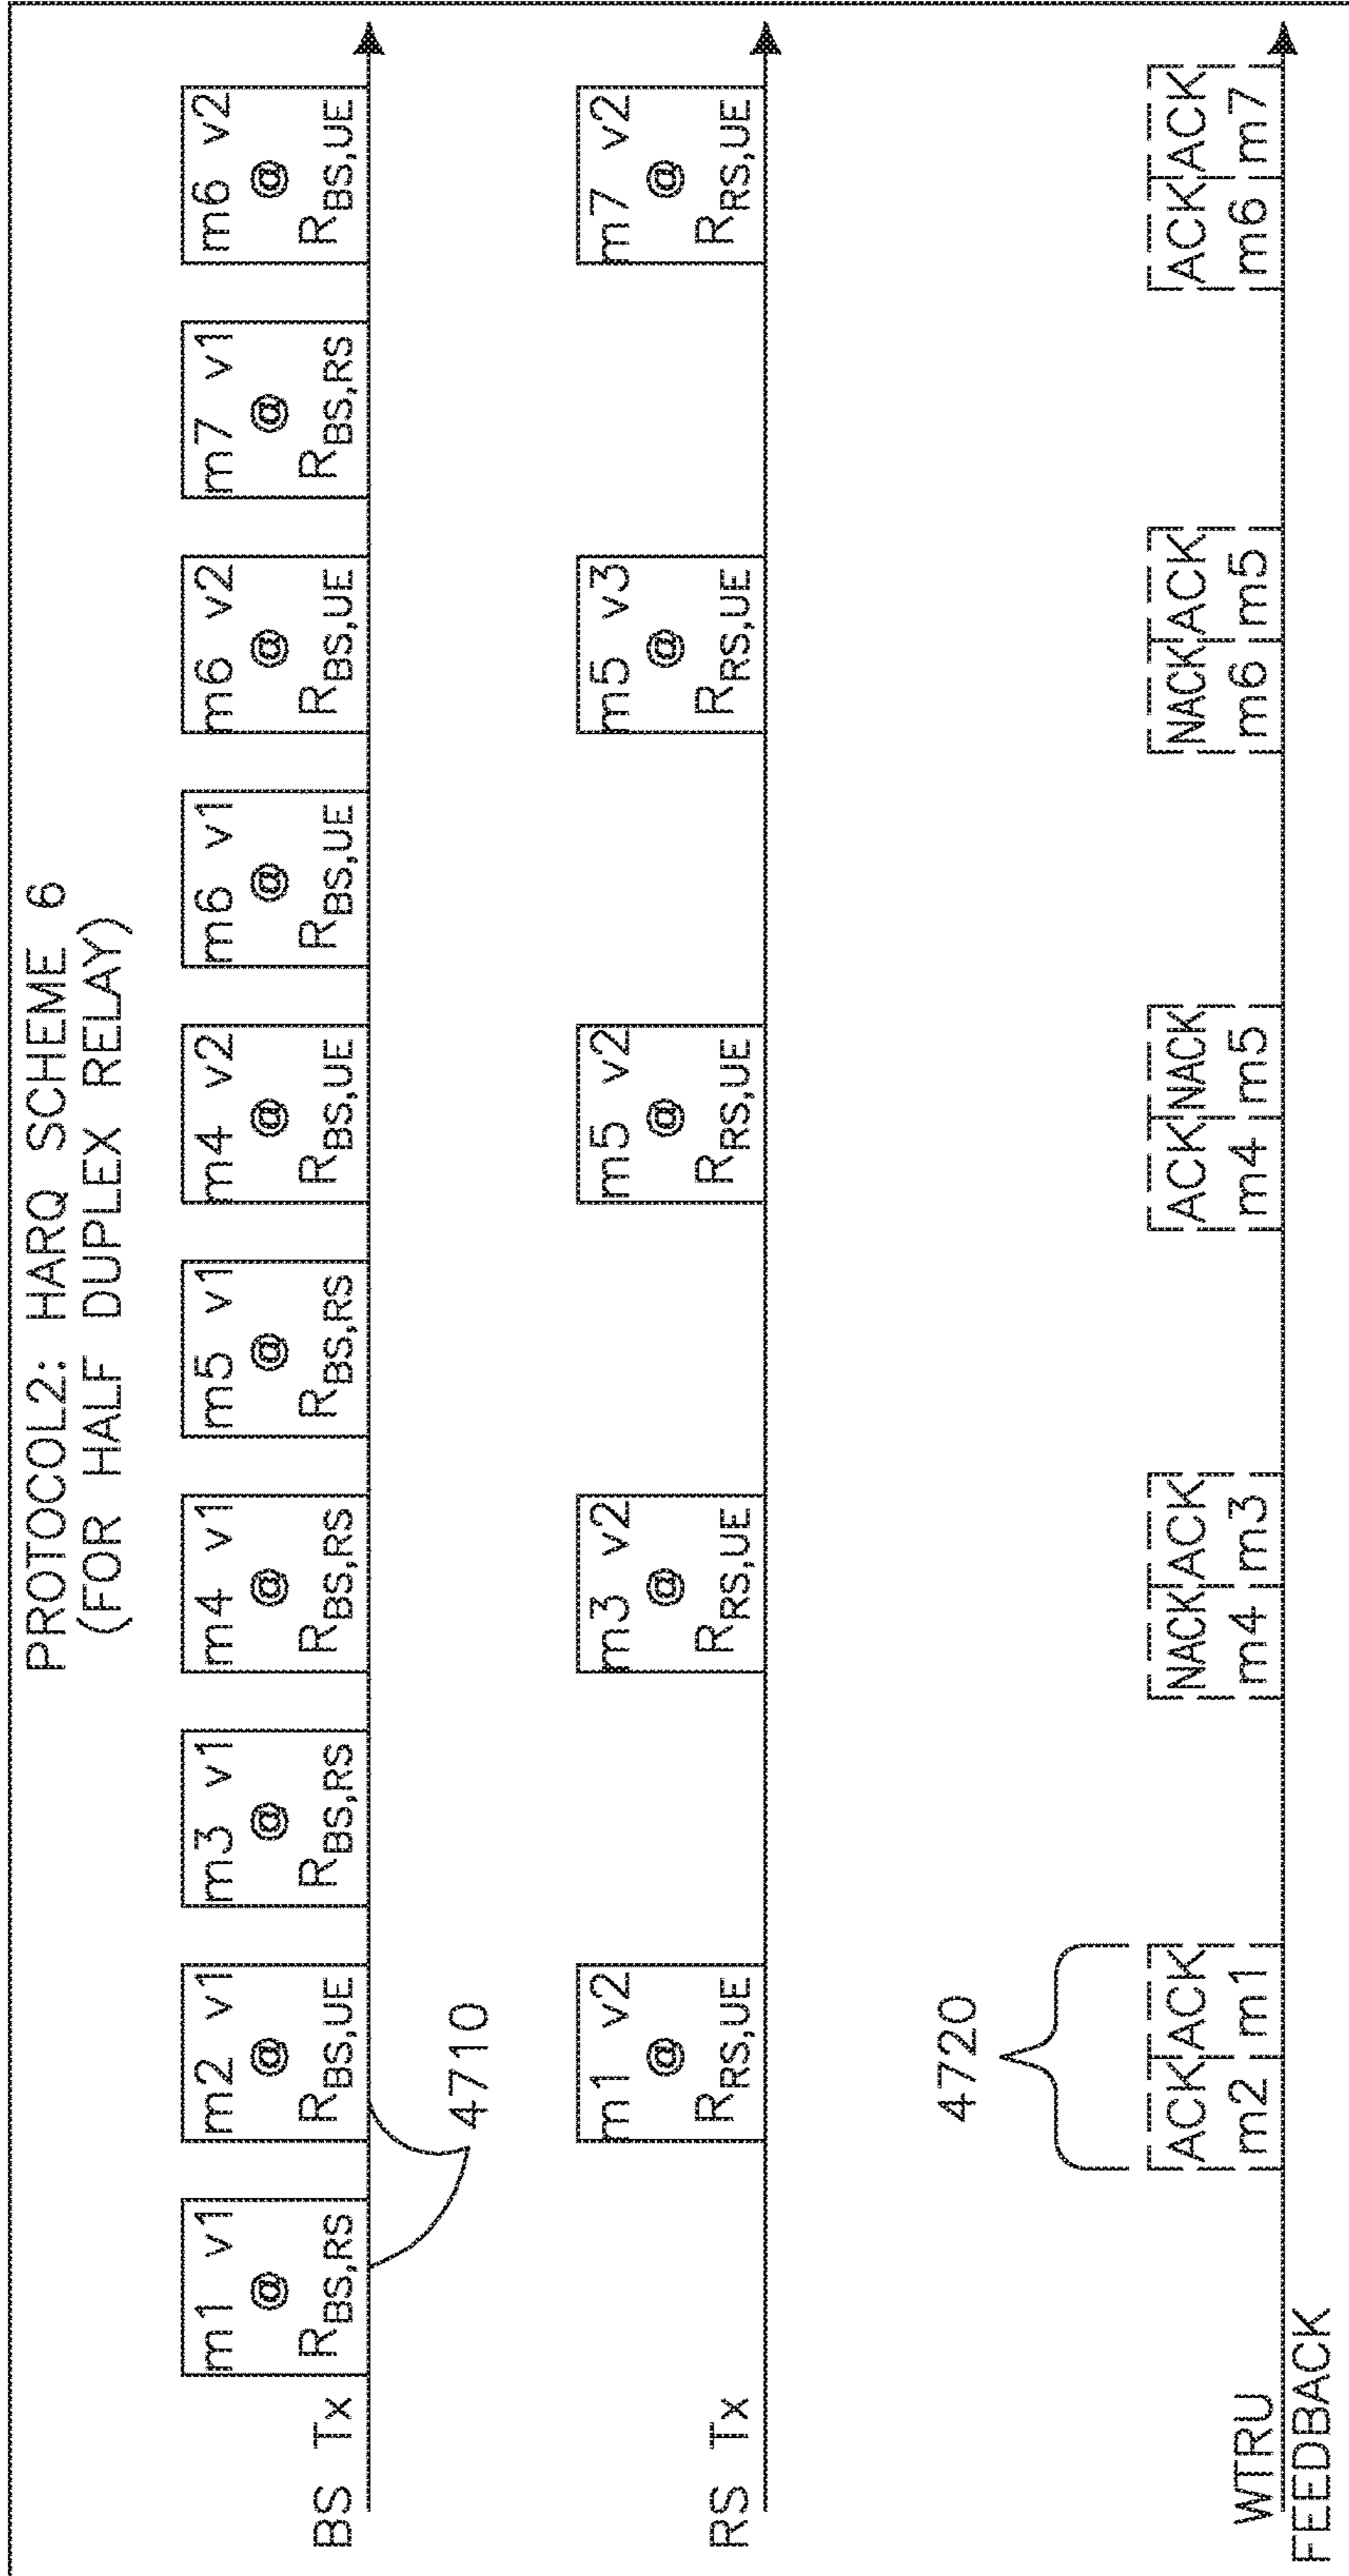 PROTOCOL2: HARQ SCHEME 6
(FOR HALF DUPLEX RELAY)
m1 v1
@
RBS,RS
m2 v1
@
RBS,UE
m3 v1
@
RBS,RS
m4 v1
@
RBS,RS
m5 v1
@
RBS,RS
m4 v2
@
RBS,UE
m6 v1
@
RBS,UE
m6 v2
@
RBS,UE
m7 v1
@
RBS,RS
m6 v2
@
RBS,UE
BS Tx
4710
m1 v2
@
RRS,UE
m3 v2
@
RRS,UE
m5 v2
@
RRS,UE
m5 v3
@
RRS,UE
m7 v2
@
RRS,UE
RS Tx
4720
ACK ACK
m2 m1
NACK ACK
m4 m3
ACK NACK
m4 m5
NACK ACK
m6 m5
ACK ACK
m6 m7
WTRU
FEEDBACK